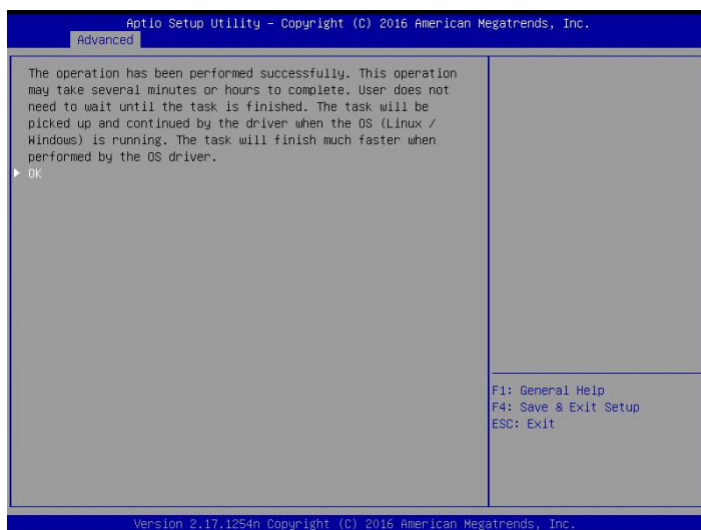 Aptio Setup Utility – Copyright (C) 2016 American Megatrends, Inc.
Advanced
The operation has been performed successfully. This operation
may take several minutes or hours to complete. User does not
need to wait until the task is finished. The task will be
picked up and continued by the driver when the OS (Linux /
Windows) is running. The task will finish much faster when
performed by the OS driver.
OK
F1: General Help
F4: Save & Exit Setup
ESC: Exit
Version 2.17.1254n Copyright (C) 2016 American Megatrends, Inc.